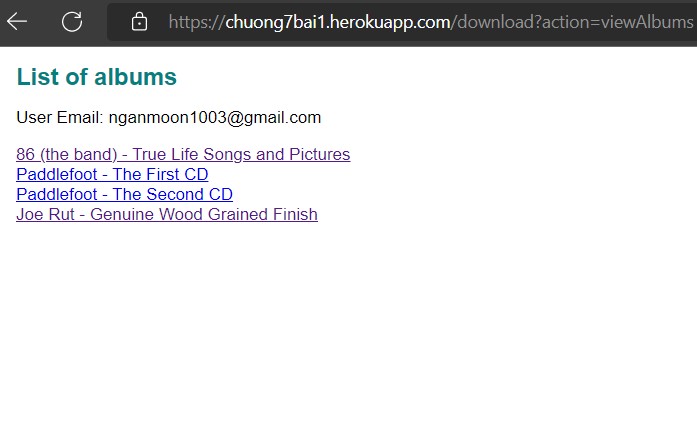 https://chuong7bai1.herokuapp.com/download?action=viewAlbums
List of albums
User Email: nganmoon1003@gmail.com
86 (the band) - True Life Songs and Pictures
Paddlefoot - The First CD
Paddlefoot - The Second CD
Joe Rut - Genuine Wood Grained Finish